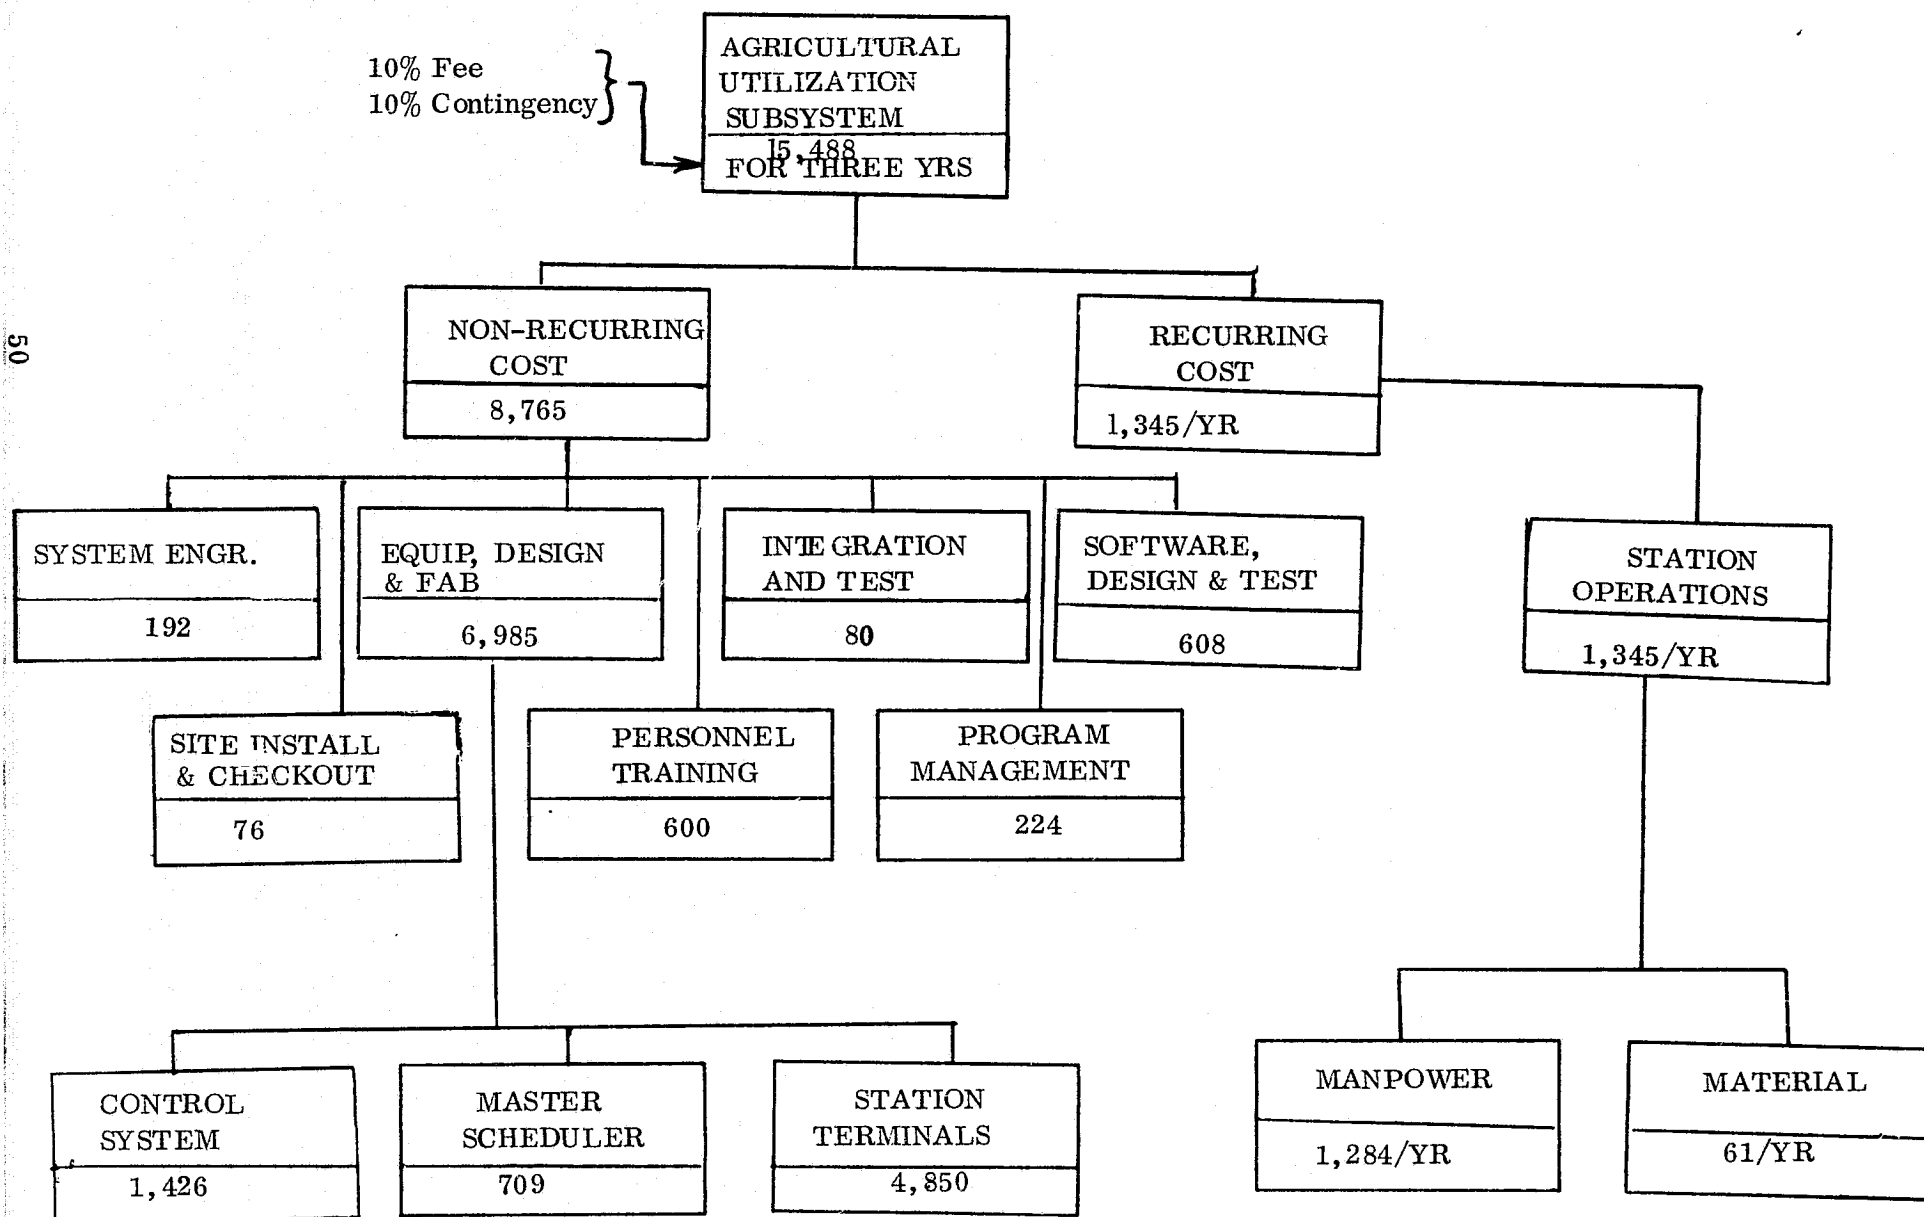 10% Fee
10% Contingency
AGRICULTURAL
UTILIZATION
SUBSYSTEM
15,488
FOR THREE YRS
50
NON-RECURRING
COST
8,765
RECURRING
COST
1,345/YR
SYSTEM ENGR.
192
EQUIP, DESIGN
& FAB
6,985
INTEGRATION
AND TEST
80
SOFTWARE,
DESIGN & TEST
608
STATION
OPERATIONS
1,345/YR
SITE INSTALL
& CHECKOUT
76
PERSONNEL
TRAINING
600
PROGRAM
MANAGEMENT
224
CONTROL
SYSTEM
1,426
MASTER
SCHEDULER
709
STATION
TERMINALS
4,850
MANPOWER
1,284/YR
MATERIAL
61/YR